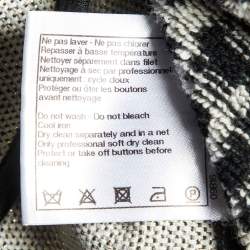 Ne pas laver - Ne pas chlorer
Repasser à basse température
Nettoyer séparément dans filet
Nettoyage à sec par professionnel
uniquement: cycle doux
Protéger ou ôter les boutons
avant nettoyage
Do not wash - Do not bleach
Cool iron
Dry clean separately and in a net
Only professional soft dry clean
Protect or take off buttons before
cleaning